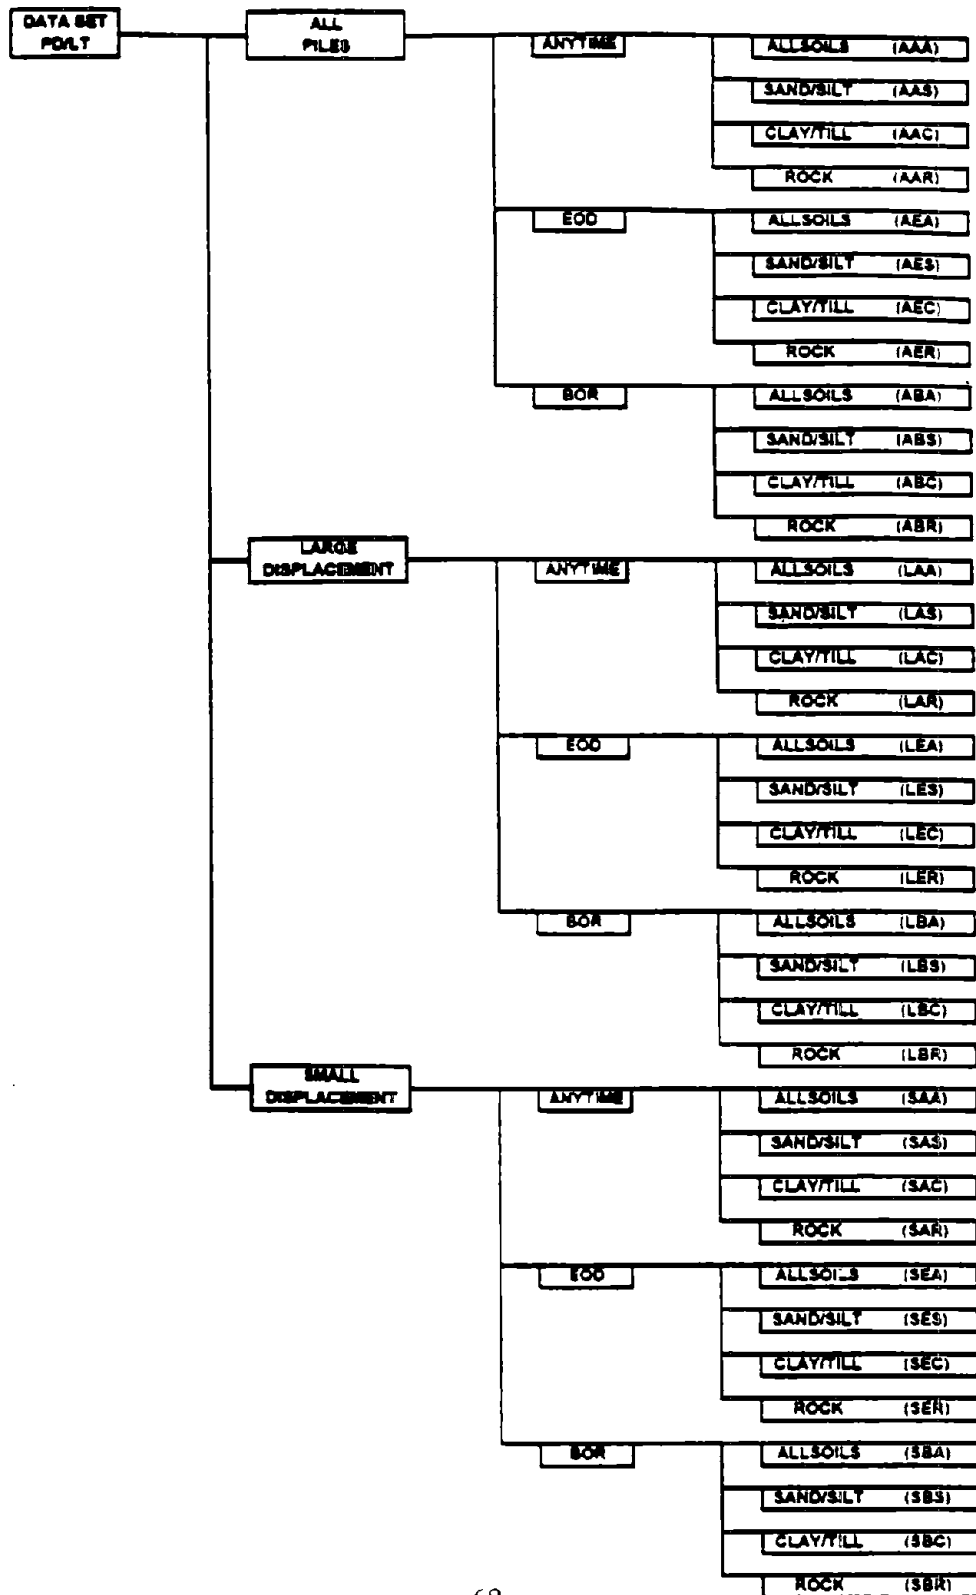 DATA SET
PD/LT
ALL
PILES
ANYTIME
ALLSOILS (AAA)
SAND/SILT (AAS)
CLAY/TILL (AAC)
ROCK (AAR)
EOD
ALLSOILS (AEA)
SAND/SILT (AES)
CLAY/TILL (AEC)
ROCK (AER)
BOR
ALLSOILS (ABA)
SAND/SILT (ABS)
CLAY/TILL (ABC)
ROCK (ABR)
LARGE
DISPLACEMENT
ANYTIME
ALLSOILS (LAA)
SAND/SILT (LAS)
CLAY/TILL (LAC)
ROCK (LAR)
EOD
ALLSOILS (LEA)
SAND/SILT (LES)
CLAY/TILL (LEC)
ROCK (LER)
BOR
ALLSOILS (LBA)
SAND/SILT (LBS)
CLAY/TILL (LBC)
ROCK (LBR)
SMALL
DISPLACEMENT
ANYTIME
ALLSOILS (SAA)
SAND/SILT (SAS)
CLAY/TILL (SAC)
ROCK (SAR)
EOD
ALLSOILS (SEA)
SAND/SILT (SES)
CLAY/TILL (SEC)
ROCK (SER)
BOR
ALLSOILS (SBA)
SAND/SILT (SBS)
CLAY/TILL (SBC)
ROCK (SBR)